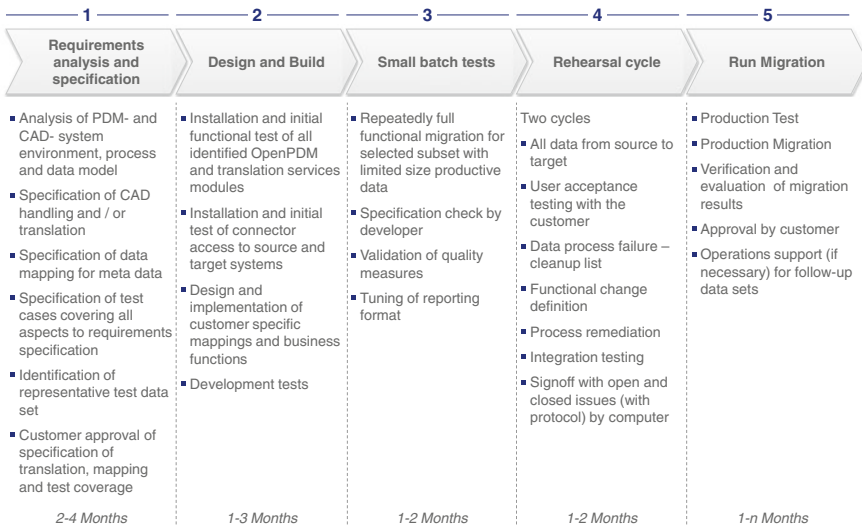 1
Requirements
analysis and
specification
Analysis of PDM- and
CAD- system
environment, process
and data model
Specification of CAD
handling and / or
translation
Specification of data
mapping for meta data
Specification of test
cases covering all
aspects to requirements
specification
Identification of
representative test data
set
Customer approval of
specification of
translation, mapping
and test coverage
2-4 Months
2
Design and Build
Installation and initial
functional test of all
identified OpenPDM
and translation services
modules
Installation and initial
test of connector
access to source and
target systems
Design and
implementation of
customer specific
mappings and business
functions
Development tests
1-3 Months
3
Small batch tests
Repeatedly full
functional migration for
selected subset with
limited size productive
data
Specification check by
developer
Validation of quality
measures
Tuning of reporting
format
1-2 Months
4
Rehearsal cycle
Two cycles
All data from source to
target
User acceptance
testing with the
customer
Data process failure –
cleanup list
Functional change
definition
Process remediation
Integration testing
Signoff with open and
closed issues (with
protocol) by computer
1-2 Months
5
Run Migration
Production Test
Production Migration
Verification and
evaluation of migration
results
Approval by customer
Operations support (if
necessary) for follow-up
data sets
1-n Months